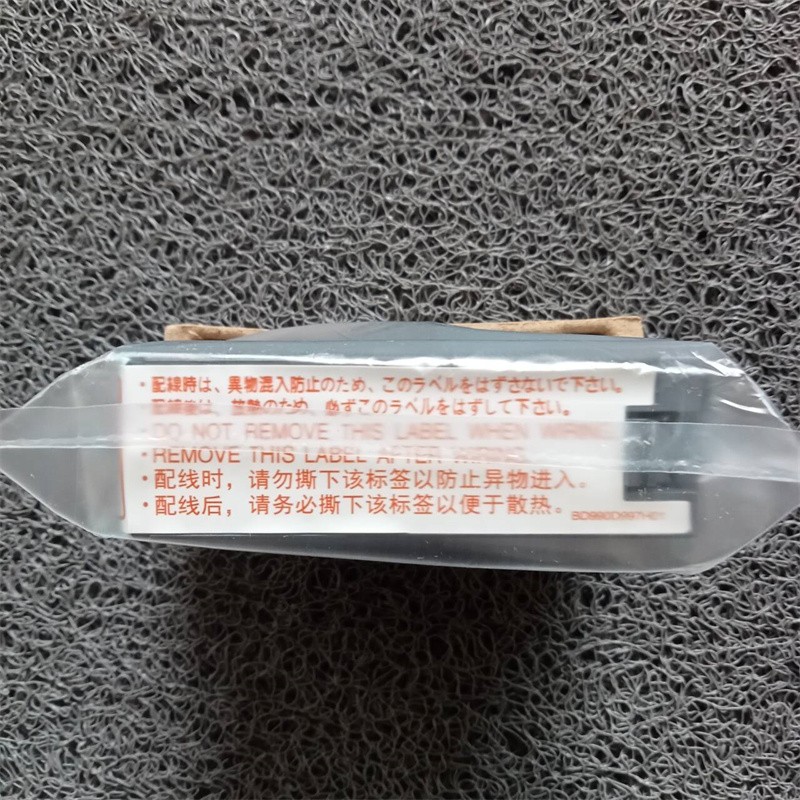 ・配線時は、異物混入防止のため、このラベルをはずさないで下さい。
配線後は、放熱のため、必ずこのラベルをはずして下さい。
・DO NOT REMOVE THIS LABEL WHEN WIRING.
・REMOVE THIS LABEL AFTER WIRING.
・配线时，请勿撕下该标签以防止异物进入。
・配线后，请务必撕下该标签以便于散热。
BD990D997H01